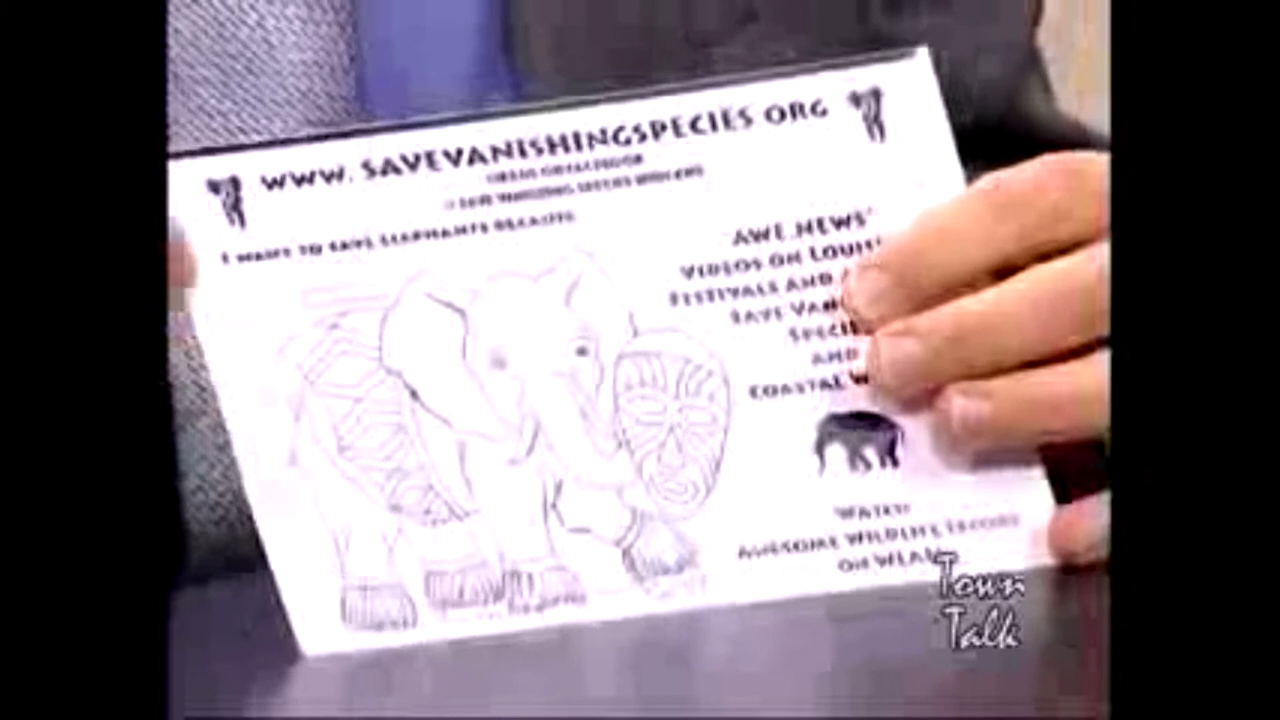 WWW. SAVEVANISHINGSPECIES ORG
I WANT TO SAVE ELEPHANTS BECAUSE
AWE NEWS'
VIDEOS ON LOUIS
FESTIVALS AND
SAVE VAN
SPECIE
AND
COASTAL W
WATCH
AWESOME WILDLIFE
ON WLAE
Town
Talk